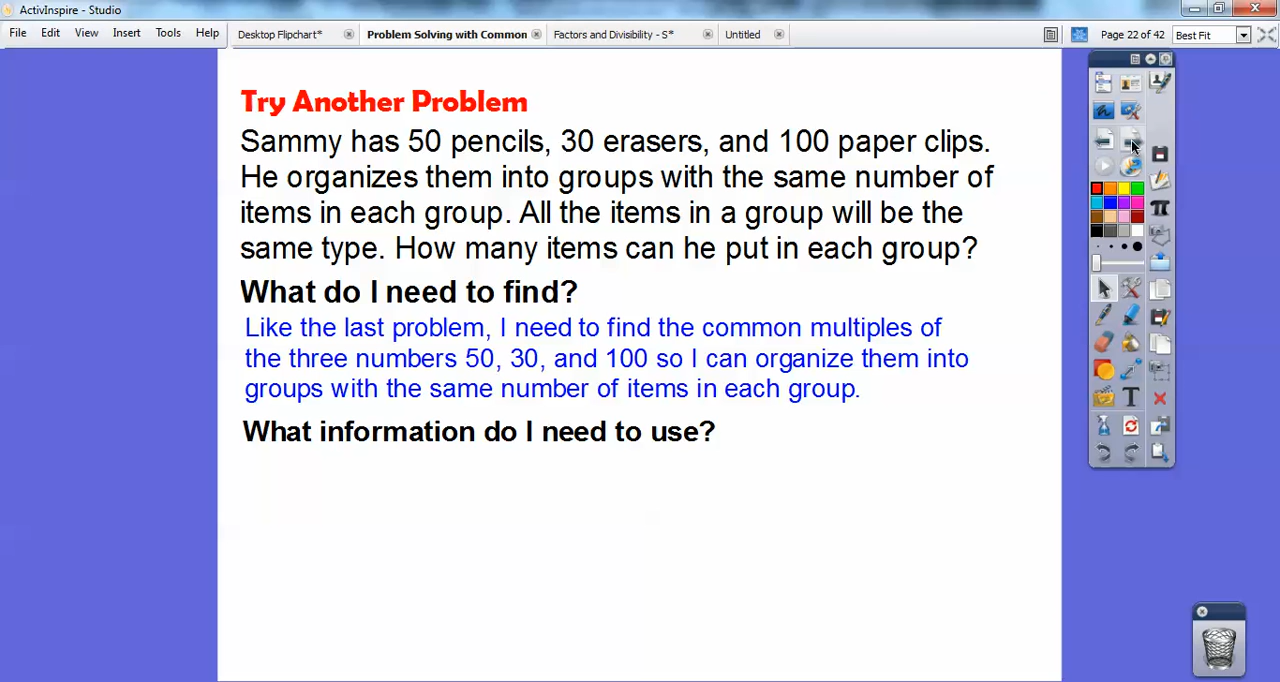 ActivInspire - Studio
File Edit View Insert Tools Help
Desktop Flipchart* Problem Solving with Common Factors and Divisibility - S* Untitled
Page 22 of 42 Best Fit
Try Another Problem
Sammy has 50 pencils, 30 erasers, and 100 paper clips.
He organizes them into groups with the same number of
items in each group. All the items in a group will be the
same type. How many items can he put in each group?
What do I need to find?
Like the last problem, I need to find the common multiples of
the three numbers 50, 30, and 100 so I can organize them into
groups with the same number of items in each group.
What information do I need to use?